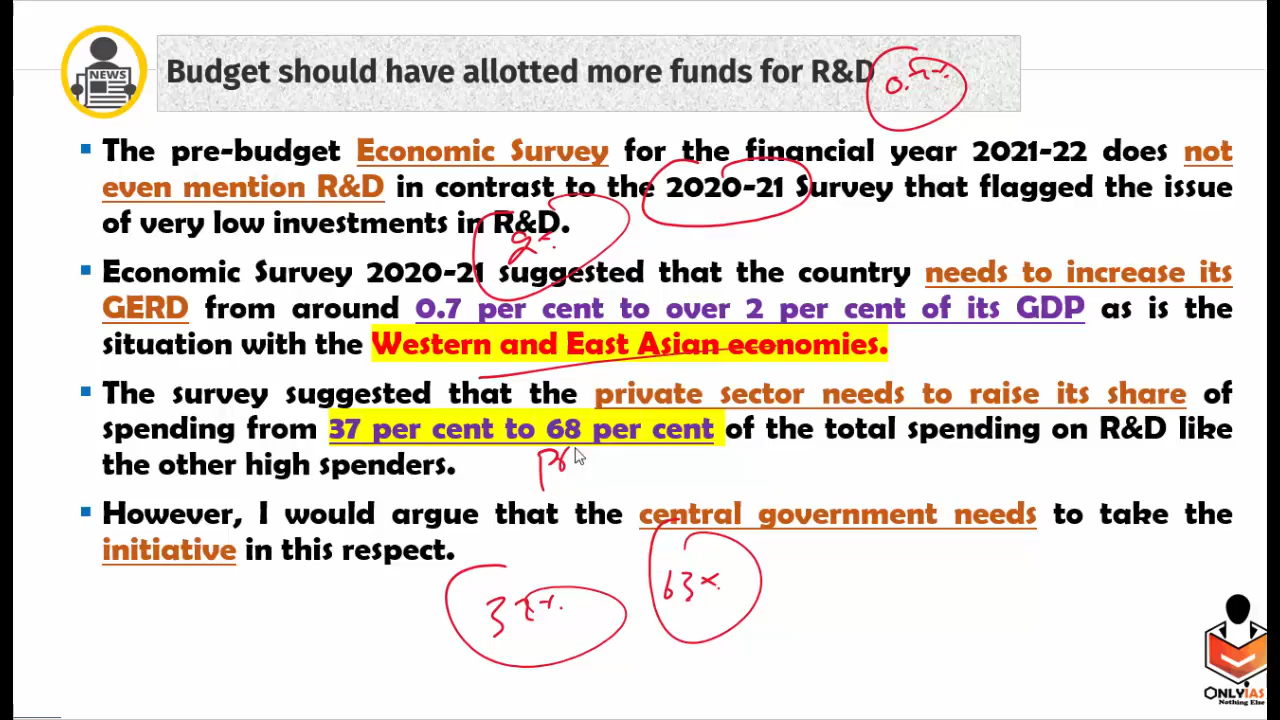 NEWS
Budget should have allotted more funds for R&D
▪ The pre-budget Economic Survey for the financial year 2021-22 does not
even mention R&D in contrast to the 2020-21 Survey that flagged the issue
of very low investments in R&D.
2%
▪ Economic Survey 2020-21 suggested that the country needs to increase its
GERD from around 0.7 per cent to over 2 per cent of its GDP as is the
situation with the Western and East Asian economies.
▪ The survey suggested that the private sector needs to raise its share of
spending from 37 per cent to 68 per cent of the total spending on R&D like
the other high spenders.
▪ However, I would argue that the central government needs to take the
initiative in this respect.
63%
ONLYIAS
Nothing Else